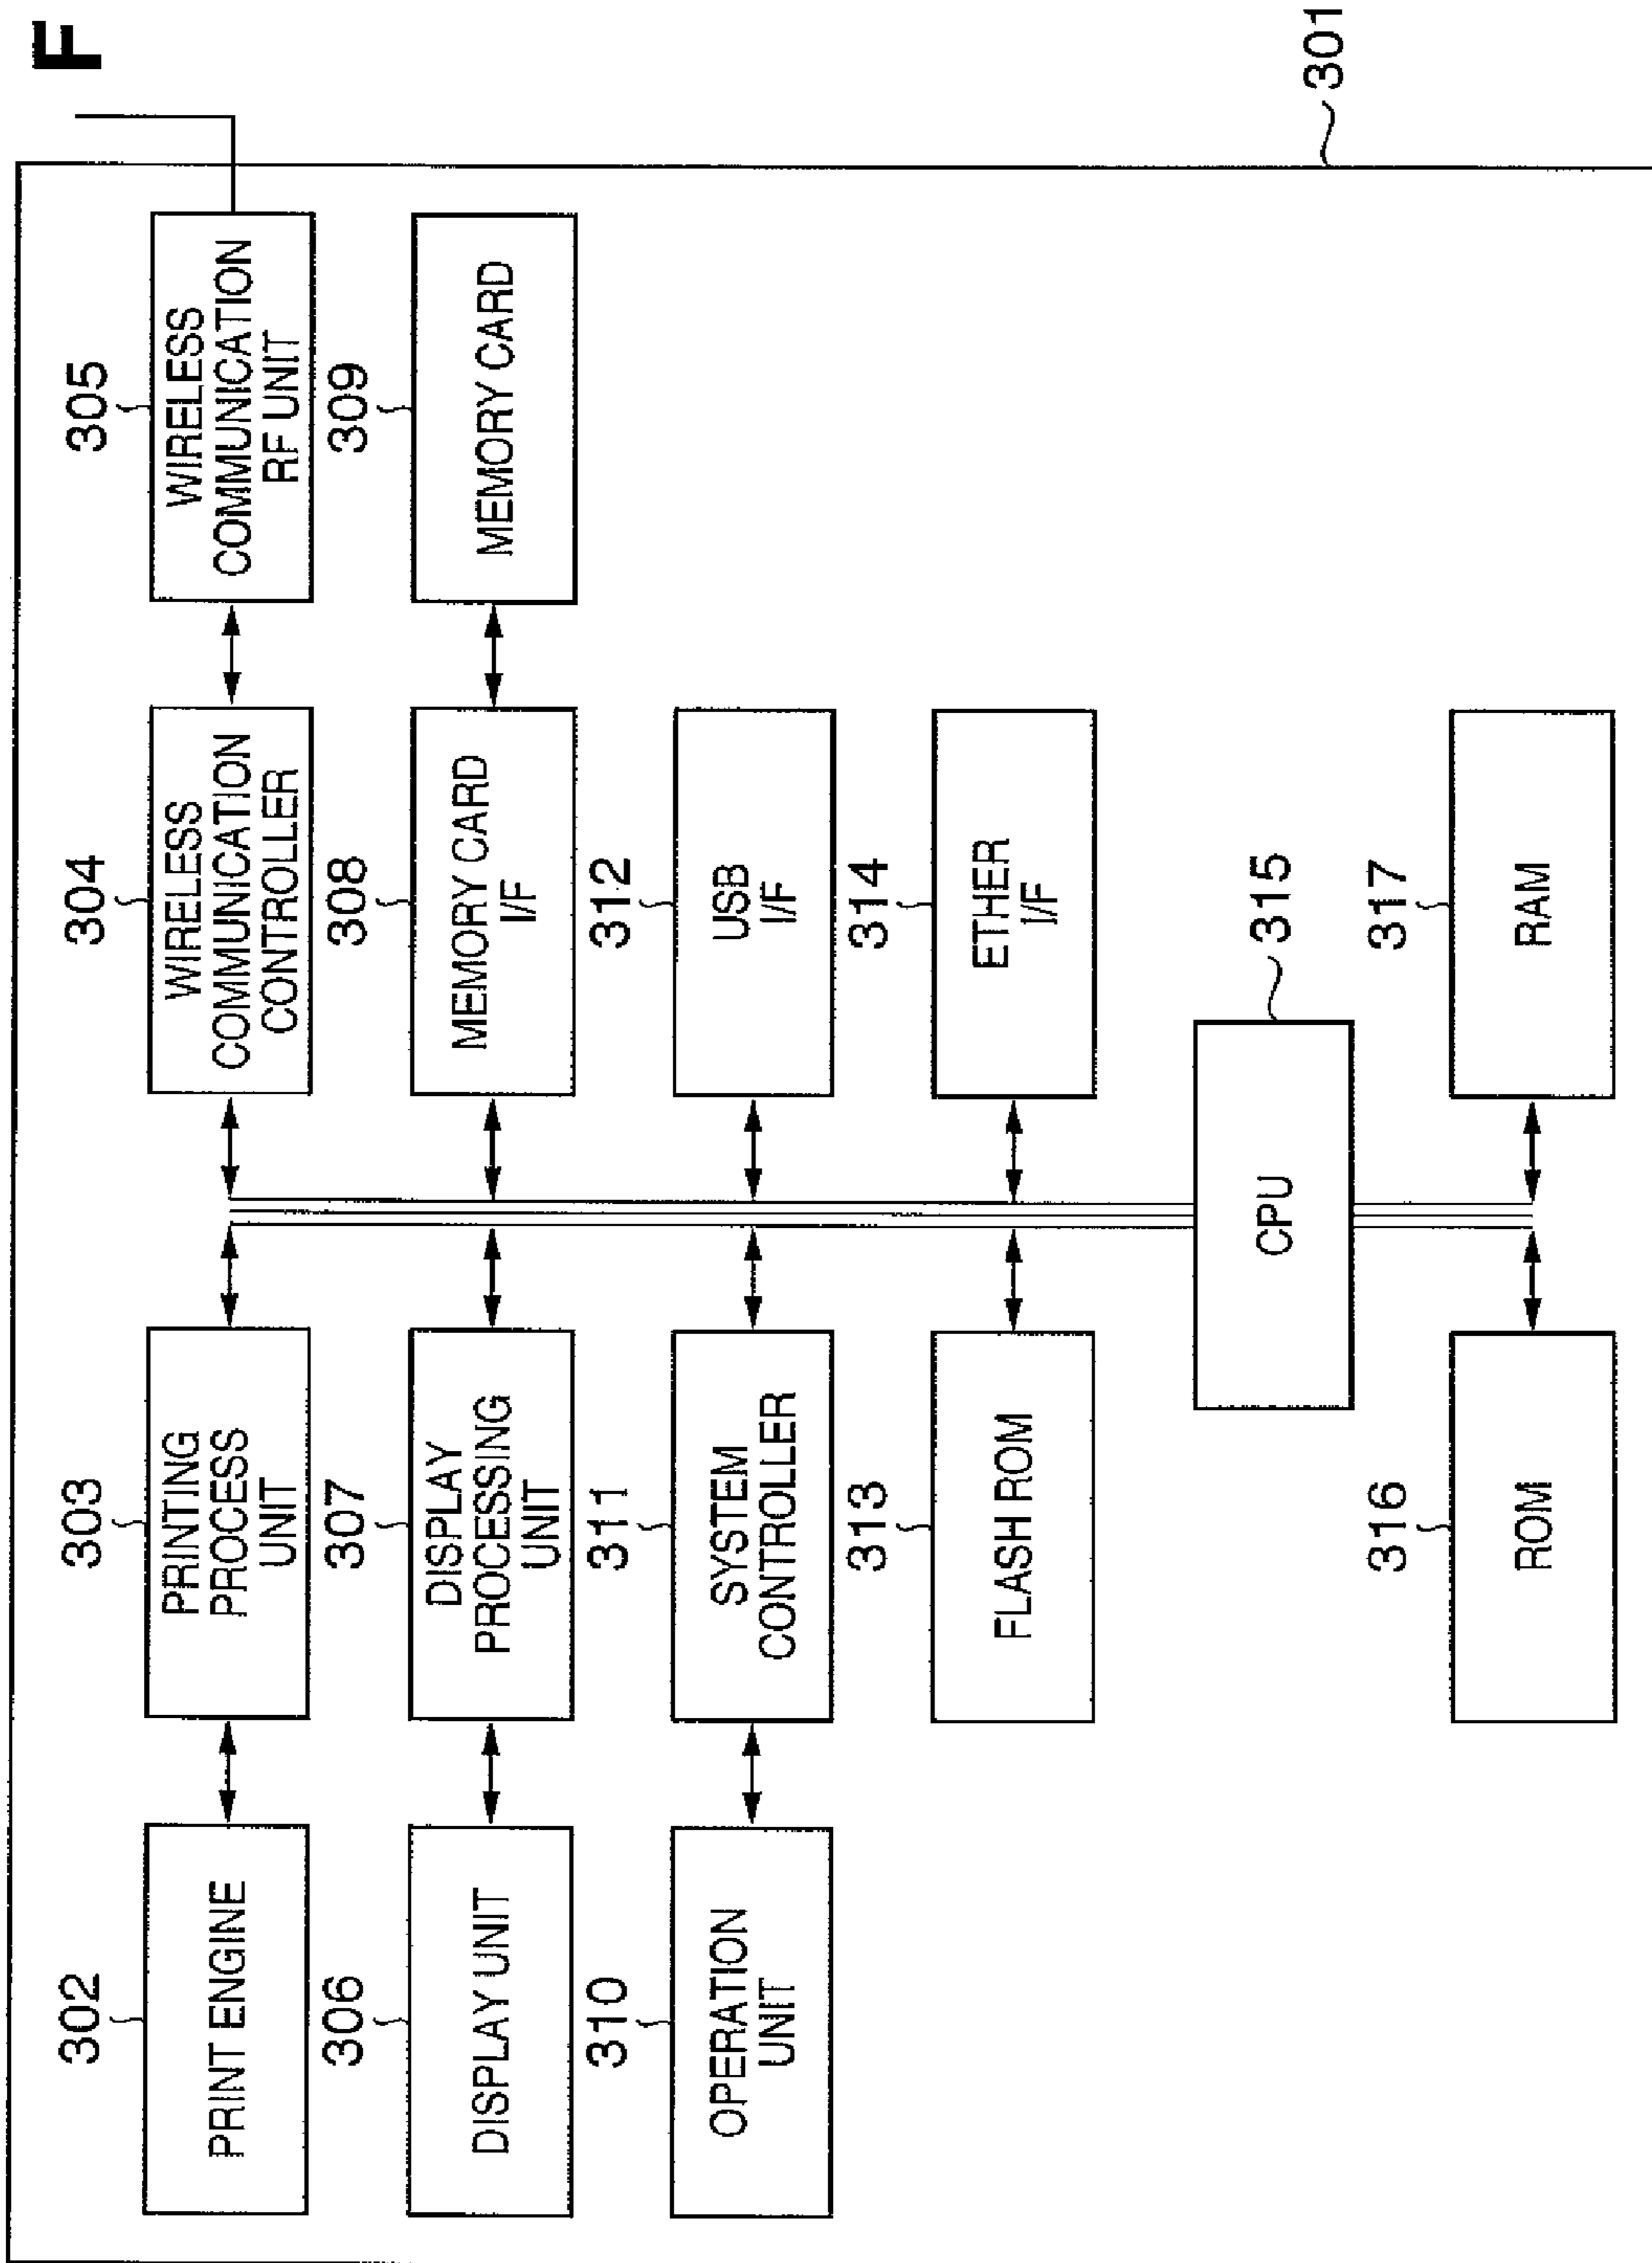 F
301
302
PRINT ENGINE
303
PRINTING
PROCESS
UNIT
304
WIRELESS
COMMUNICATION
CONTROLLER
305
WIRELESS
COMMUNICATION
RF UNIT
306
DISPLAY UNIT
307
DISPLAY
PROCESSING
UNIT
308
MEMORY CARD
I/F
309
MEMORY CARD
310
OPERATION
UNIT
311
SYSTEM
CONTROLLER
312
USB
I/F
313
FLASH ROM
314
ETHER
I/F
315
CPU
316
ROM
317
RAM